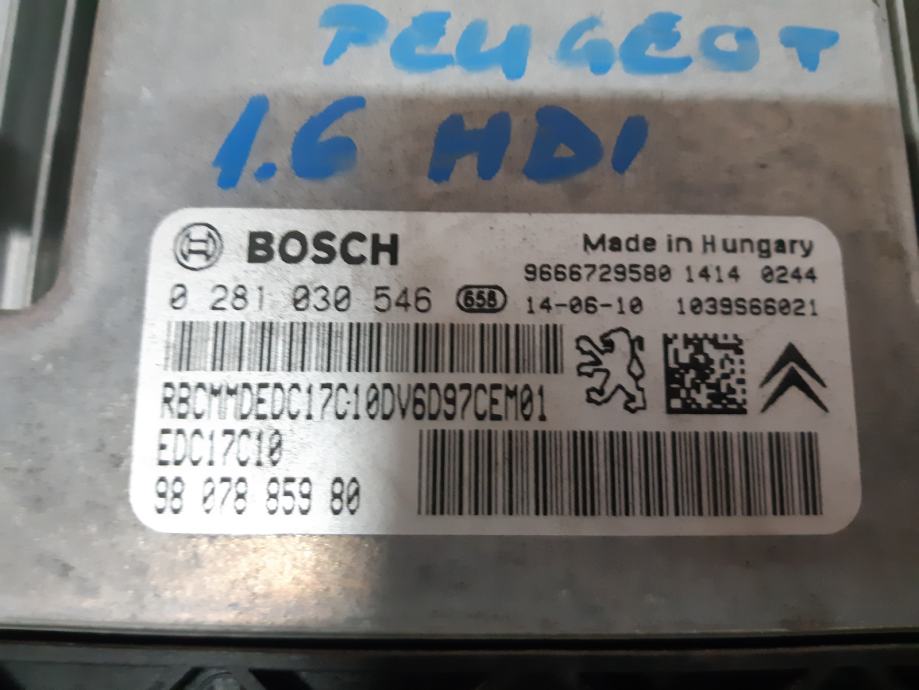 PEUGEOT
1.6 HDI
BOSCH
Made in Hungary
9666729580 1414 0244
0 281 030 546 658 14-06-10 1039S66021
RBCMMDEDC17C10DV6D97CEM01
EDC17C10
98 078 859 80